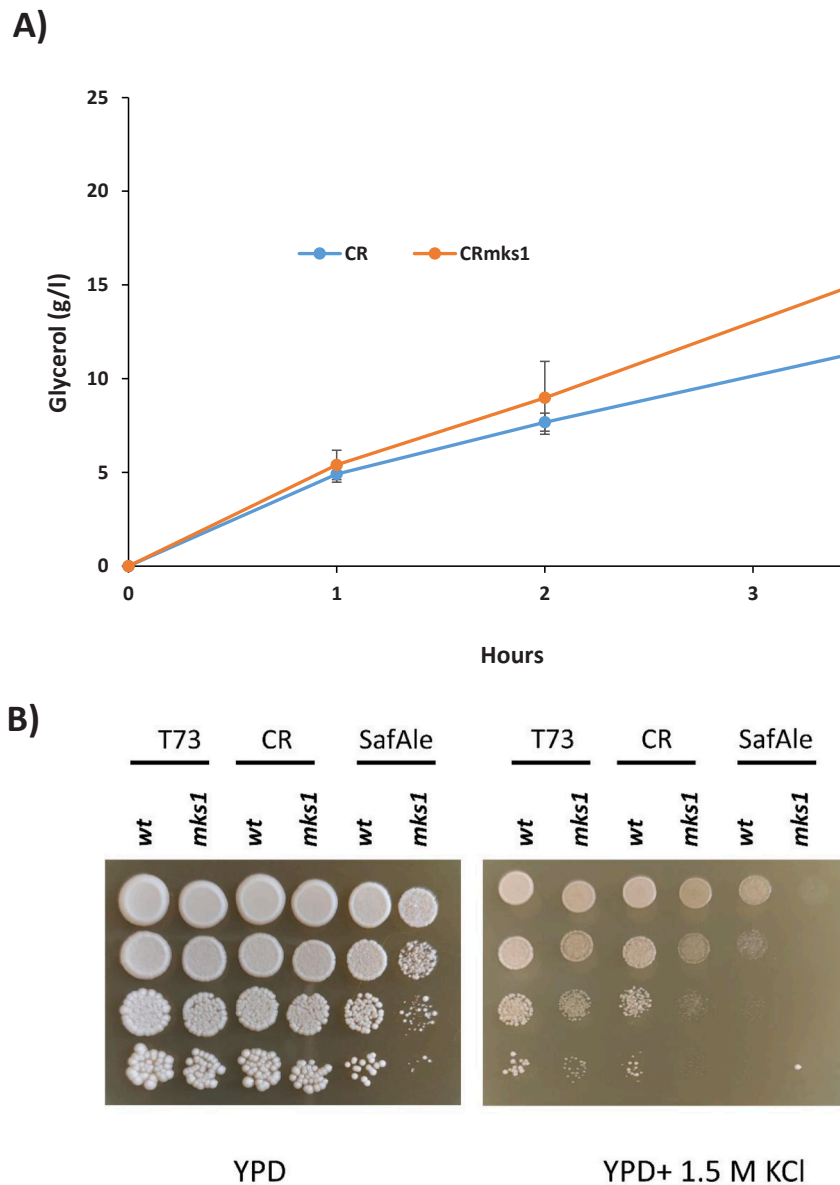 A)
25
20
15
10
5
0
Glycerol (g/l)
CR
CRmks1
0
1
2
3
Hours
B)
T73
CR
SafAle
T73
CR
SafAle
wt
mks1
wt
mks1
wt
mks1
wt
mks1
wt
mks1
wt
mks1
YPD
YPD+ 1.5 M KCl